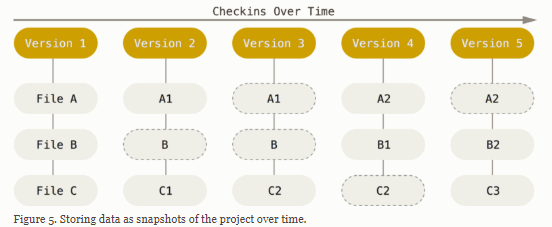 Checkins Over Time
Version 1 Version 2 Version 3 Version 4 Version 5
File A A1 A1 A2 A2
File B B B B1 B2
File C C1 C2 C2 C3
Figure 5. Storing data as snapshots of the project over time.